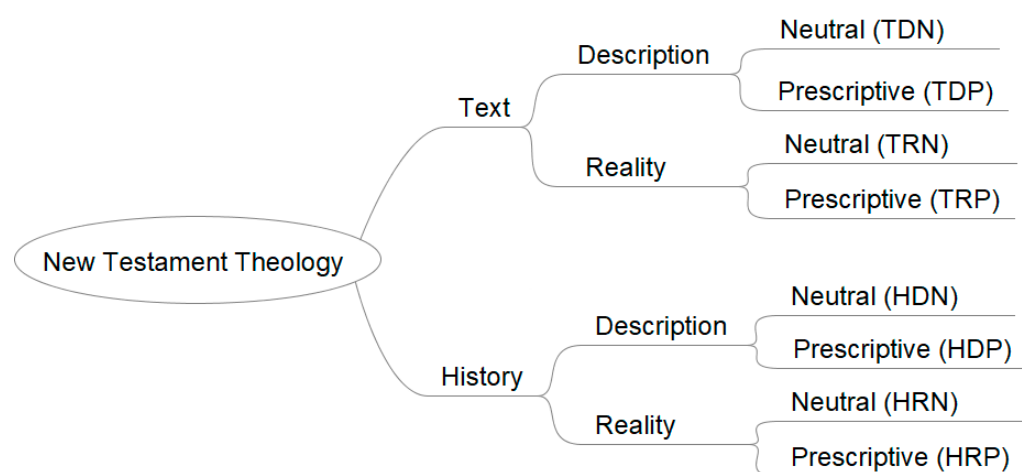 New Testament Theology
Text
Description
Neutral (TDN)
Prescriptive (TDP)
Reality
Neutral (TRN)
Prescriptive (TRP)
History
Description
Neutral (HDN)
Prescriptive (HDP)
Reality
Neutral (HRN)
Prescriptive (HRP)